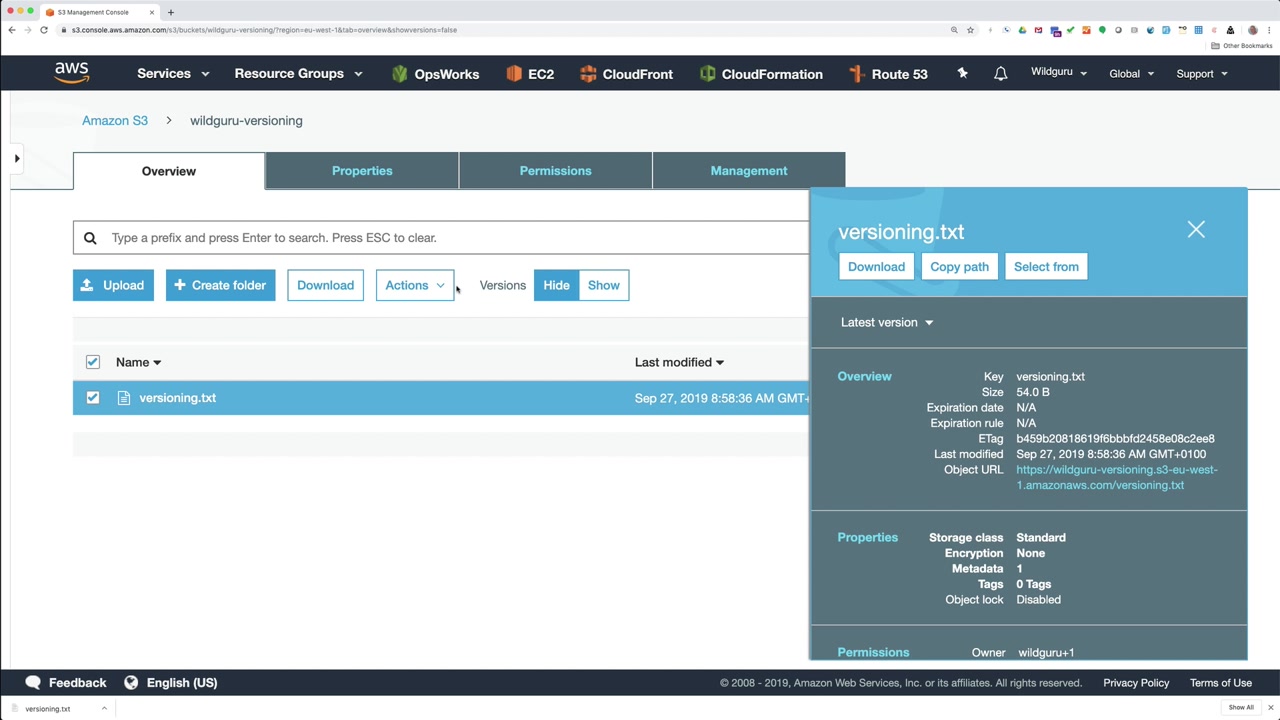 S3 Management Console
s3.console.aws.amazon.com/s3/buckets/wildguru-versioning/?region=eu-west-1&tab=overview&showversions=false
Other Bookmarks
aws Services Resource Groups OpsWorks EC2 CloudFront CloudFormation Route 53 Wildguru Global Support
Amazon S3 wildguru-versioning
Overview Properties Permissions Management
Type a prefix and press Enter to search. Press ESC to clear.
Upload + Create folder Download Actions Versions Hide Show
Name Last modified
versioning.txt Sep 27, 2019 8:58:36 AM GMT+
versioning.txt
Download Copy path Select from
Latest version
Overview
Key versioning.txt
Size 54.0 B
Expiration date N/A
Expiration rule N/A
ETag b459b20818619f6bbbfd2458e08c2ee8
Last modified Sep 27, 2019 8:58:36 AM GMT+0100
Object URL https://wildguru-versioning.s3-eu-west-
1.amazonaws.com/versioning.txt
Properties
Storage class Standard
Encryption None
Metadata 1
Tags 0 Tags
Object lock Disabled
Permissions
Owner wildguru+1
Feedback English (US) © 2008 - 2019, Amazon Web Services, Inc. or its affiliates. All rights reserved. Privacy Policy Terms of Use
versioning.txt Show All